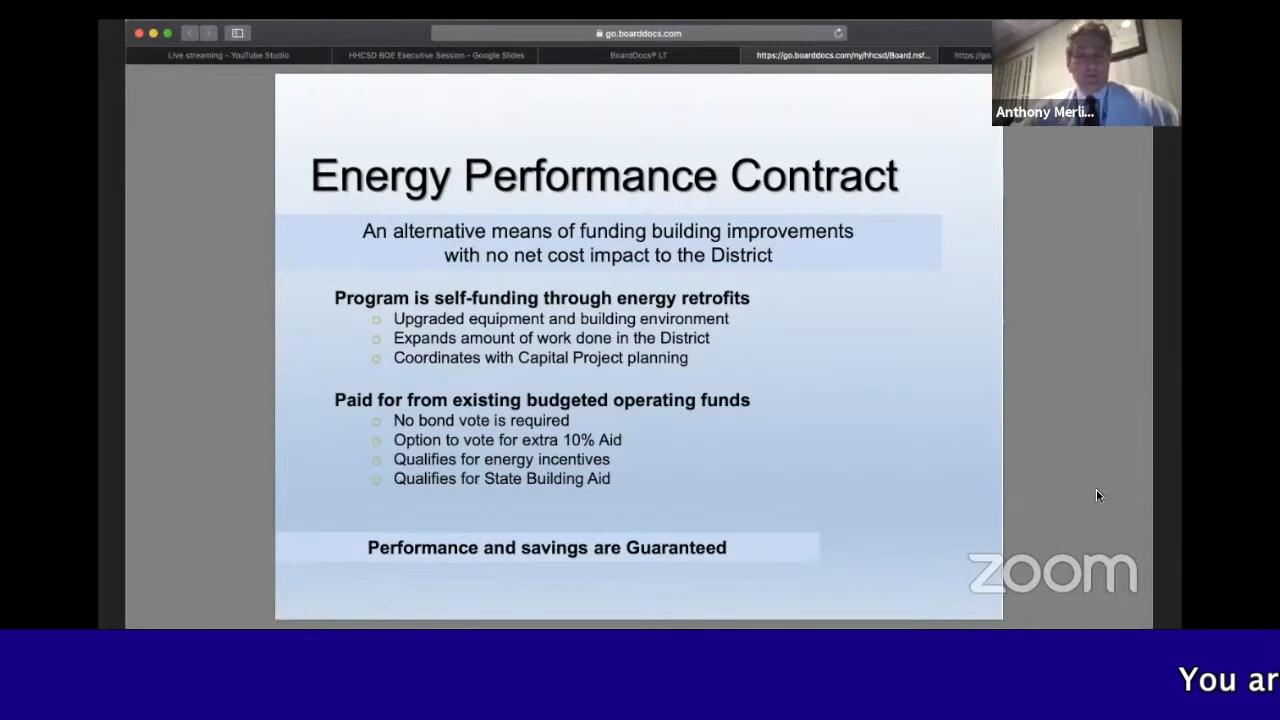 go.boarddocs.com
Live streaming – YouTube Studio
HHCSD BOE Executive Session - Google Slides
BoardDocs® LT
https://go.boarddocs.com/ny/hhcsd/Board.nsf...
https://go.
Anthony Merli...
Energy Performance Contract
An alternative means of funding building improvements
with no net cost impact to the District
Program is self-funding through energy retrofits
Upgraded equipment and building environment
Expands amount of work done in the District
Coordinates with Capital Project planning
Paid for from existing budgeted operating funds
No bond vote is required
Option to vote for extra 10% Aid
Qualifies for energy incentives
Qualifies for State Building Aid
Performance and savings are Guaranteed
zoom
You ar